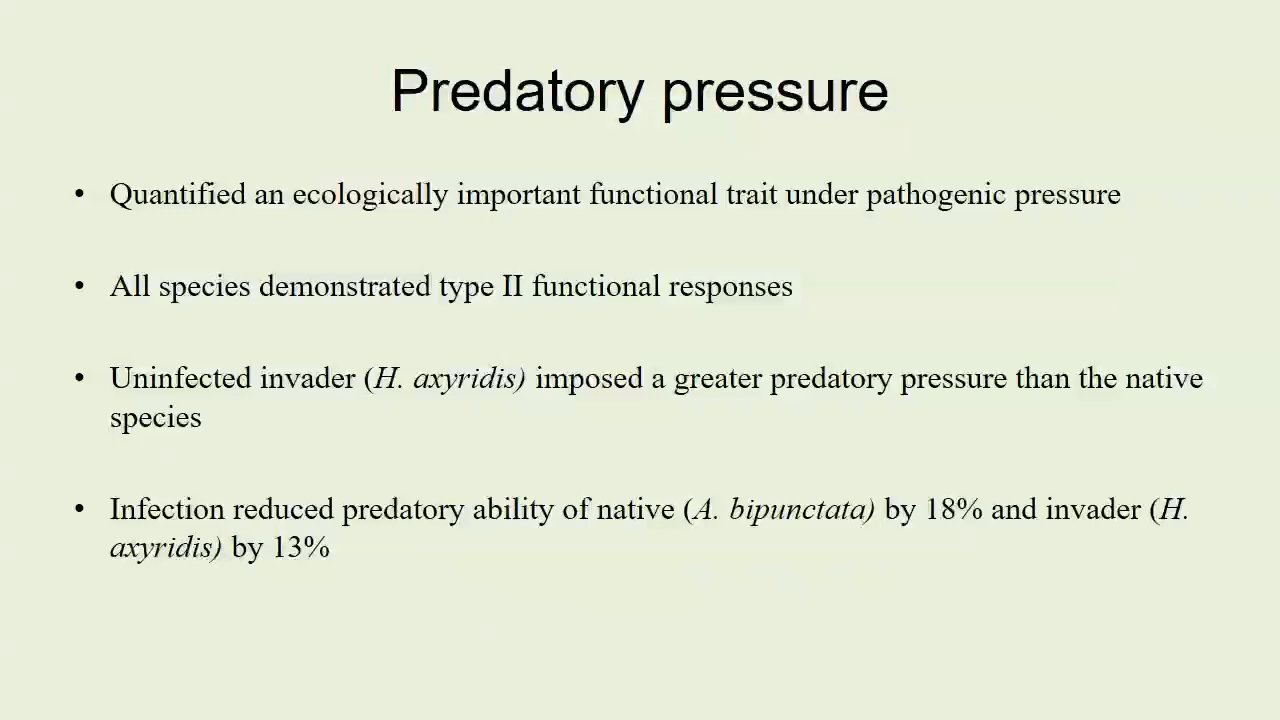 Predatory pressure
• Quantified an ecologically important functional trait under pathogenic pressure
• All species demonstrated type II functional responses
• Uninfected invader (H. axyridis) imposed a greater predatory pressure than the native
species
• Infection reduced predatory ability of native (A. bipunctata) by 18% and invader (H.
axyridis) by 13%